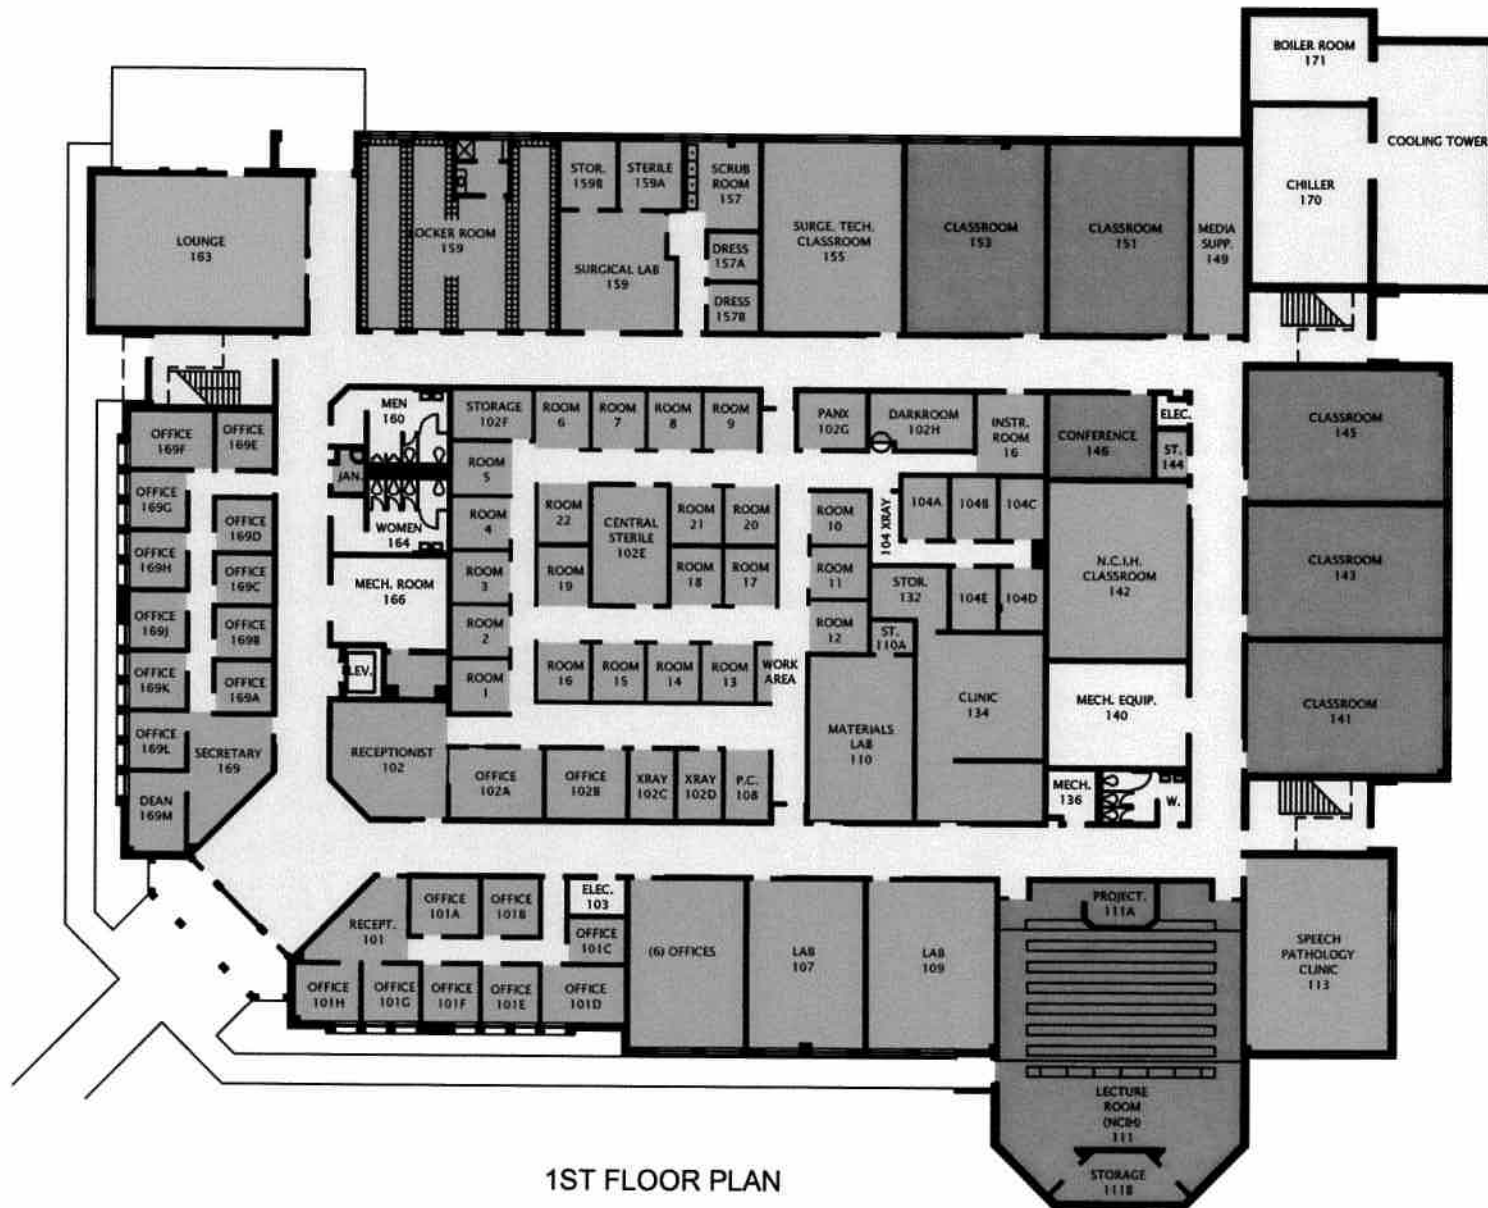 BOILER ROOM
171
COOLING TOWER
CHILLER
170
LOUNGE
163
LOCKER ROOM
159
STOR.
159B
STERILE
159A
SURGICAL LAB
159
SCRUB
ROOM
157
DRESS
157A
DRESS
157B
SURGE. TECH.
CLASSROOM
155
CLASSROOM
153
CLASSROOM
151
MEDIA
SUPP.
149
OFFICE
169F
OFFICE
169E
OFFICE
169G
OFFICE
169D
OFFICE
169H
OFFICE
169C
OFFICE
169J
OFFICE
169B
OFFICE
169K
OFFICE
169A
OFFICE
169L
SECRETARY
169
DEAN
169M
MEN
160
JAN.
WOMEN
164
MECH. ROOM
166
ELEV.
RECEPTIONIST
102
STORAGE
102F
ROOM
6
ROOM
7
ROOM
8
ROOM
9
ROOM
5
ROOM
4
ROOM
3
ROOM
2
ROOM
1
ROOM
22
CENTRAL
STERILE
102E
ROOM
21
ROOM
20
ROOM
19
ROOM
18
ROOM
17
ROOM
16
ROOM
15
ROOM
14
ROOM
13
WORK
AREA
OFFICE
102A
OFFICE
102B
XRAY
102C
XRAY
102D
P.C.
108
PANX
102G
DARKROOM
102H
INSTR.
ROOM
16
CONFERENCE
146
ELEC.
ST.
144
ROOM
10
ROOM
11
ROOM
12
104 XRAY
104A
104B
104C
STOR.
132
104E
104D
ST.
110A
N.C.I.H.
CLASSROOM
142
MATERIALS
LAB
110
CLINIC
134
MECH. EQUIP.
140
MECH.
136
W.
CLASSROOM
145
CLASSROOM
143
CLASSROOM
141
RECEPT.
101
OFFICE
101A
OFFICE
101B
ELEC.
103
OFFICE
101C
OFFICE
101H
OFFICE
101G
OFFICE
101F
OFFICE
101E
OFFICE
101D
(6) OFFICES
LAB
107
LAB
109
PROJECT.
111A
LECTURE
ROOM
(NCIH)
111
STORAGE
111B
SPEECH
PATHOLOGY
CLINIC
113
1ST FLOOR PLAN